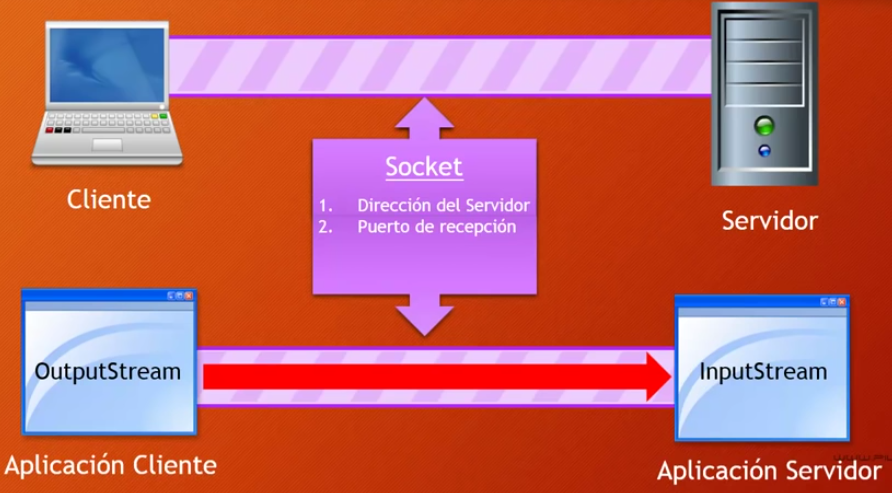 Socket
1. Dirección del Servidor
2. Puerto de recepción
Cliente
Servidor
OutputStream
InputStream
Aplicación Cliente
Aplicación Servidor